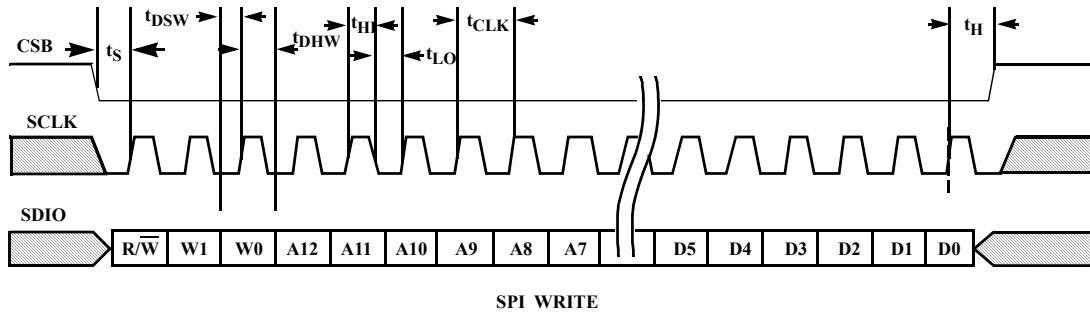 tDSW
tHI
tCLK
tH
CSB
tS
tDHW
tLO
SCLK
SDIO
R/W W1 W0 A12 A11 A10 A9 A8 A7 D5 D4 D3 D2 D1 D0
SPI WRITE